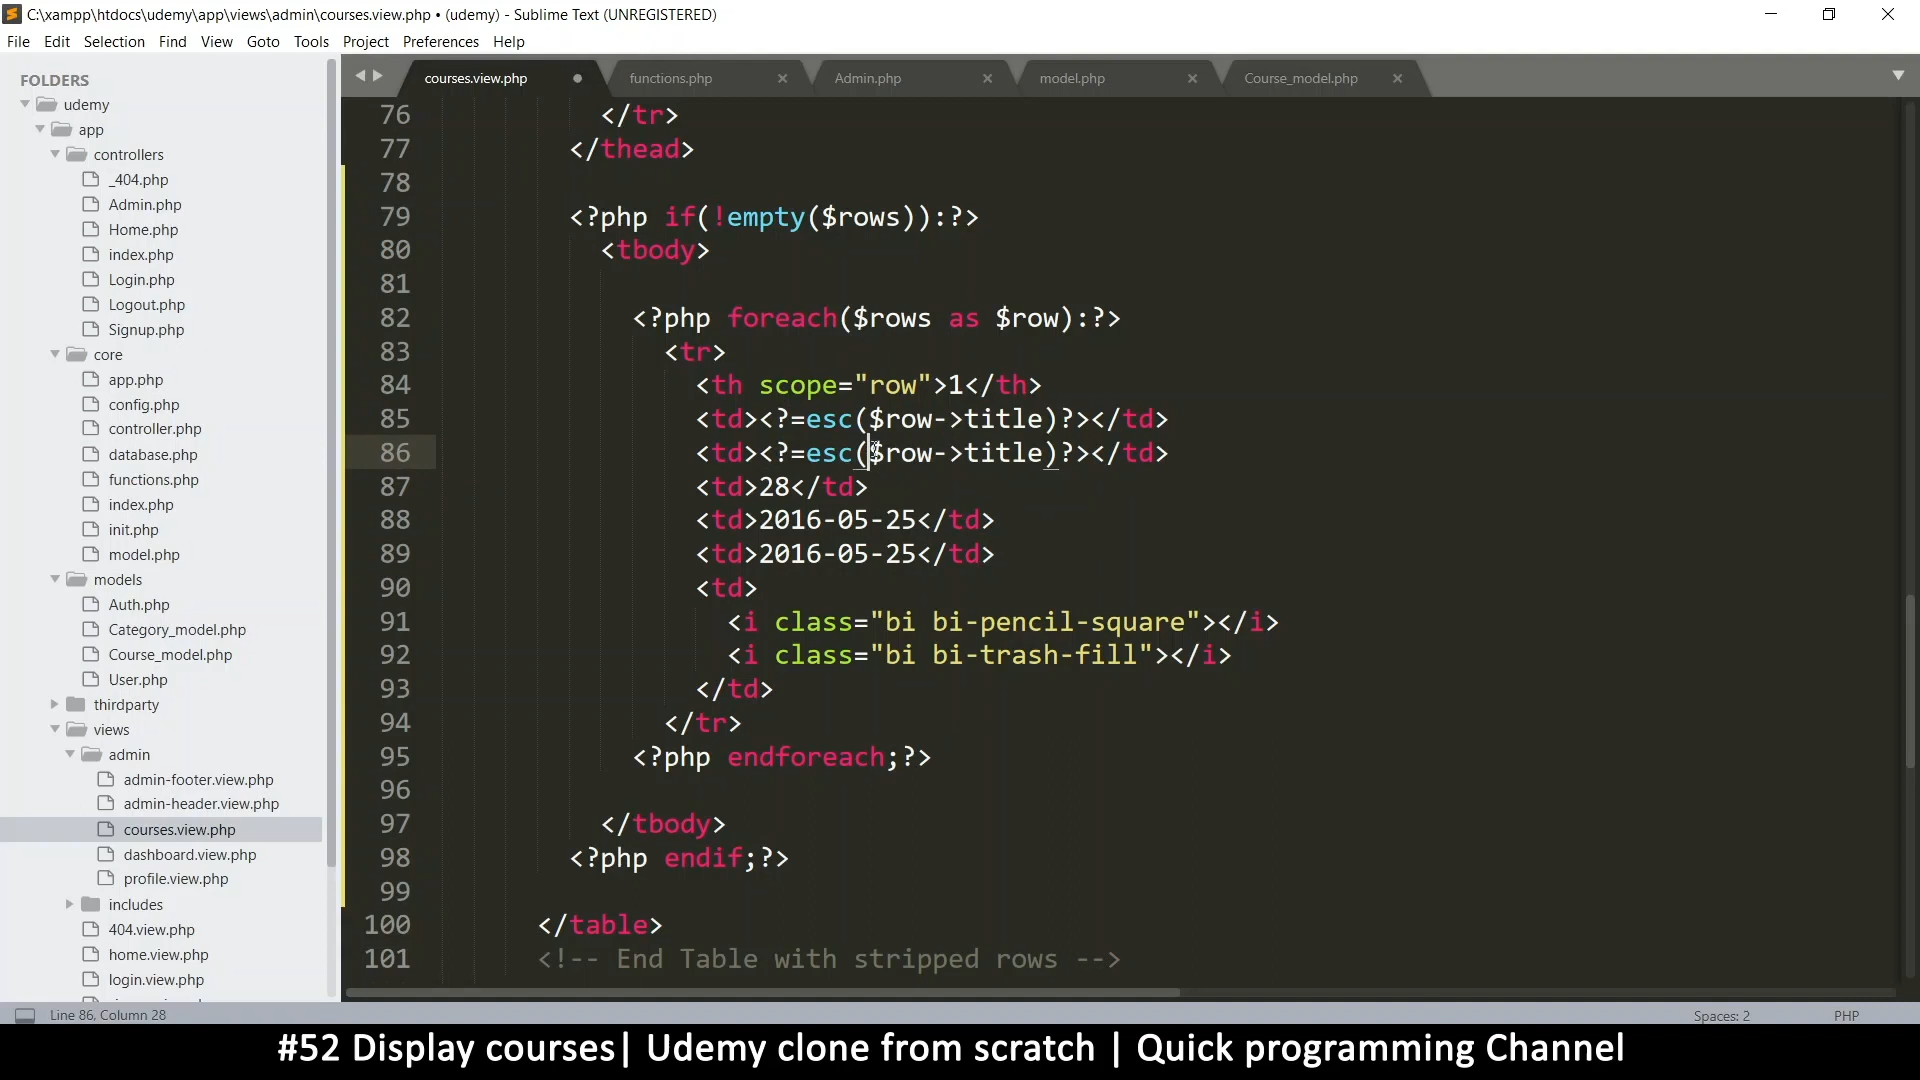 C:\xampp\htdocs\udemy\app\views\admin\courses.view.php • (udemy) - Sublime Text (UNREGISTERED)
File Edit Selection Find View Goto Tools Project Preferences Help
FOLDERS
udemy
app
controllers
_404.php
Admin.php
Home.php
index.php
Login.php
Logout.php
Signup.php
core
app.php
config.php
controller.php
database.php
functions.php
index.php
init.php
model.php
models
Auth.php
Category_model.php
Course_model.php
User.php
thirdparty
views
admin
admin-footer.view.php
admin-header.view.php
courses.view.php
dashboard.view.php
profile.view.php
includes
404.view.php
home.view.php
login.view.php
courses.view.php functions.php Admin.php model.php Course_model.php
76 </tr>
77 </thead>
78
79 <?php if(!empty($rows)):?>
80 <tbody>
81
82 <?php foreach($rows as $row):?>
83 <tr>
84 <th scope="row">1</th>
85 <td><?=esc($row->title)?></td>
86 <td><?=esc($row->title)?></td>
87 <td>28</td>
88 <td>2016-05-25</td>
89 <td>2016-05-25</td>
90 <td>
91 <i class="bi bi-pencil-square"></i>
92 <i class="bi bi-trash-fill"></i>
93 </td>
94 </tr>
95 <?php endforeach;?>
96
97 </tbody>
98 <?php endif;?>
99
100 </table>
101 <!-- End Table with stripped rows -->
Line 86, Column 28 Spaces: 2 PHP
#52 Display courses| Udemy clone from scratch | Quick programming Channel